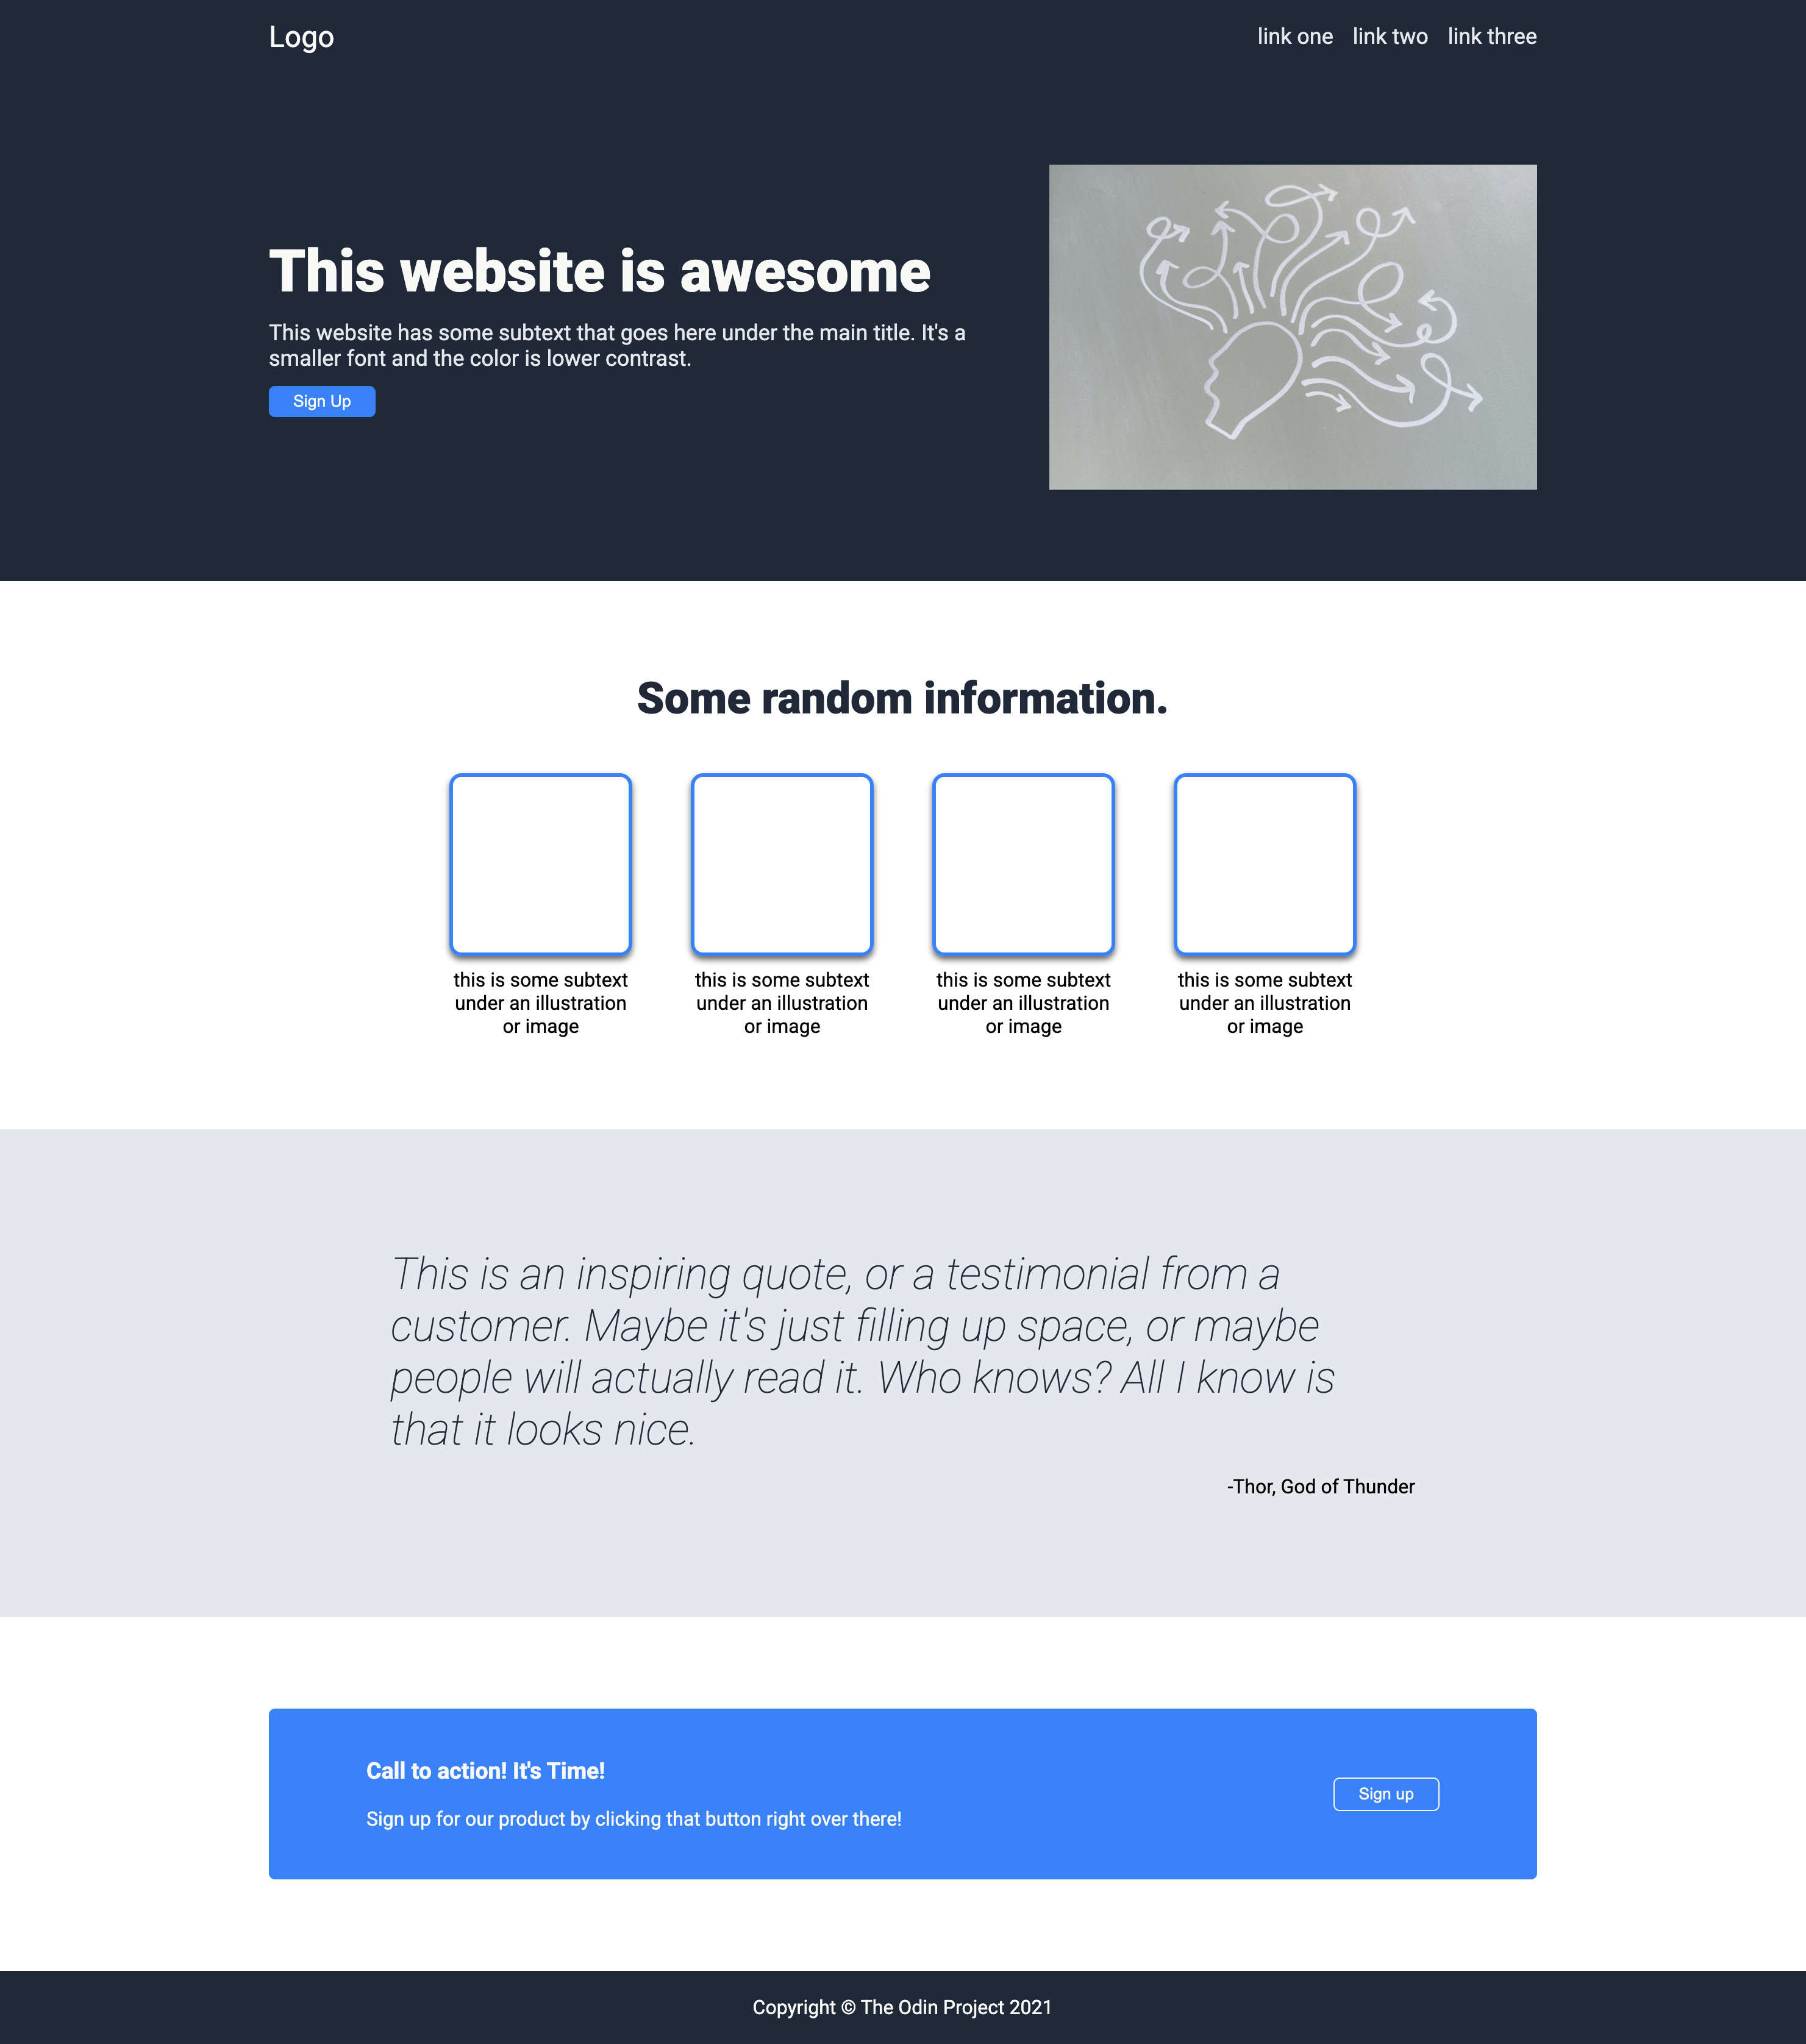 Logo
link one link two link three
This website is awesome
This website has some subtext that goes here under the main title. It's a
smaller font and the color is lower contrast.
Sign Up
Some random information.
this is some subtext
under an illustration
or image
this is some subtext
under an illustration
or image
this is some subtext
under an illustration
or image
this is some subtext
under an illustration
or image
This is an inspiring quote, or a testimonial from a
customer. Maybe it's just filling up space, or maybe
people will actually read it. Who knows? All I know is
that it looks nice.
-Thor, God of Thunder
Call to action! It's Time!
Sign up for our product by clicking that button right over there!
Sign up
Copyright © The Odin Project 2021